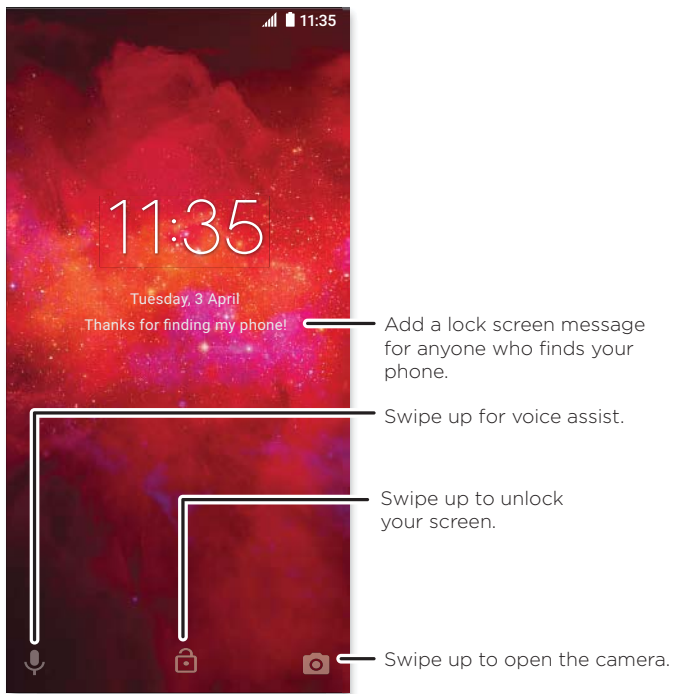 11:35
11:35
Tuesday, 3 April
Thanks for finding my phone!
Add a lock screen message
for anyone who finds your
phone.
Swipe up for voice assist.
Swipe up to unlock
your screen.
Swipe up to open the camera.